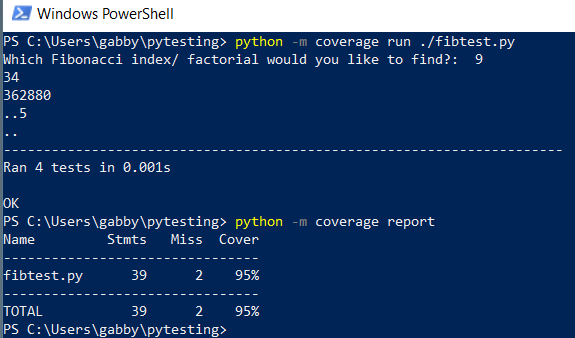 Windows PowerShell
PS C:\Users\gabby\pytesting> python -m coverage run ./fibtest.py
Which Fibonacci index/ factorial would you like to find?:  9
34
362880
..5
..
----------------------------------------------------------------------
Ran 4 tests in 0.001s
OK
PS C:\Users\gabby\pytesting> python -m coverage report
Name         Stmts   Miss  Cover
--------------------------------
fibtest.py      39      2    95%
--------------------------------
TOTAL           39      2    95%
PS C:\Users\gabby\pytesting>